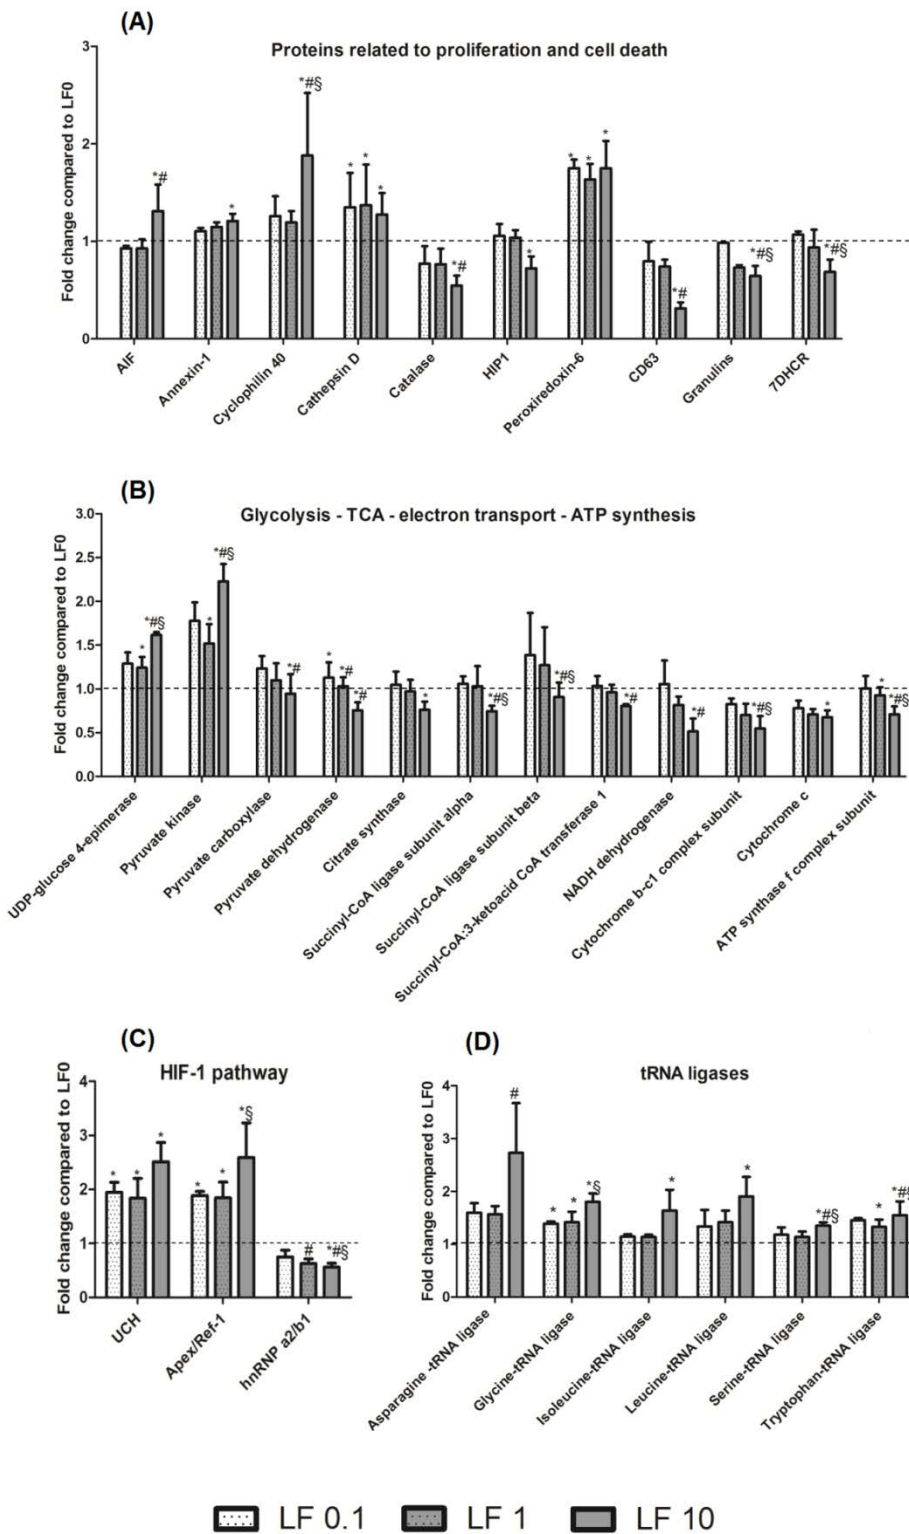 (A)
Proteins related to proliferation and cell death
Fold change compared to LF0
3
2
1
0
*#
*
*#§
*
*
*
*#
*
*
*
*
*#
*#§
*#§
AIF
Annexin-1
Cyclophilin 40
Cathepsin D
Catalase
HIP1
Peroxiredoxin-6
CD63
Granulins
7DHCR
(B)
Glycolysis - TCA - electron transport - ATP synthesis
Fold change compared to LF0
3.0
2.5
2.0
1.5
1.0
0.5
0.0
*
*#§
*
*#§
*#
*
*#
*#
*
*#§
*#§
*#
*#
*#§
*
*
*#§
UDP-glucose 4-epimerase
Pyruvate kinase
Pyruvate carboxylase
Pyruvate dehydrogenase
Citrate synthase
Succinyl-CoA ligase subunit alpha
Succinyl-CoA ligase subunit beta
Succinyl-CoA:3-ketoacid CoA transferase 1
NADH dehydrogenase
Cytochrome b-c1 complex subunit
Cytochrome c
ATP synthase f complex subunit
(C)
HIF-1 pathway
Fold change compared to LF0
4
3
2
1
0
*
*
*
*
*
*§
#
*#§
UCH
Apex/Ref-1
hnRNP a2/b1
(D)
tRNA ligases
Fold change compared to LF0
4
3
2
1
0
#
*
*
*§
*
*
*#§
*
*#§
Asparagine -tRNA ligase
Glycine-tRNA ligase
Isoleucine-tRNA ligase
Leucine-tRNA ligase
Serine-tRNA ligase
Tryptophan-tRNA ligase
LF 0.1
LF 1
LF 10